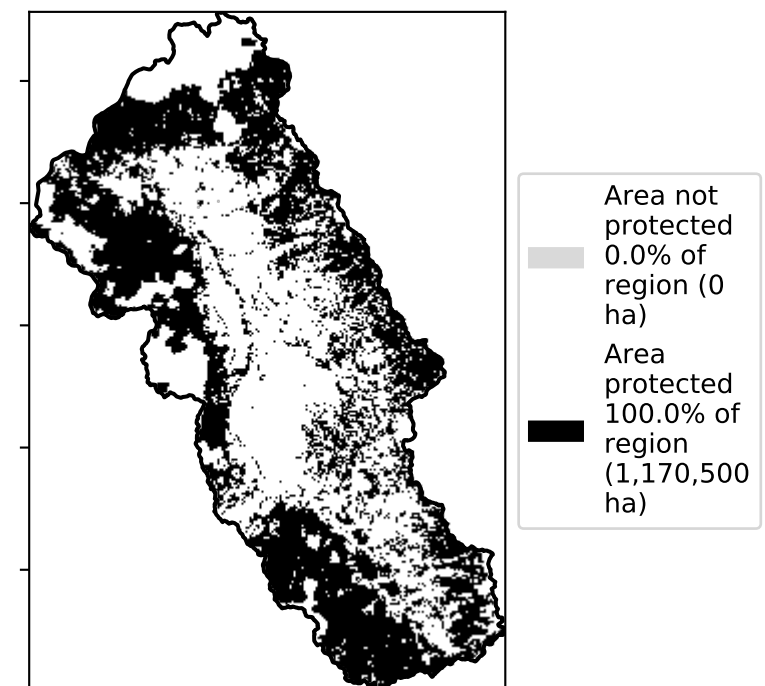 Area not
protected
0.0% of
region (0
ha)
Area
protected
100.0% of
region
(1,170,500
ha)